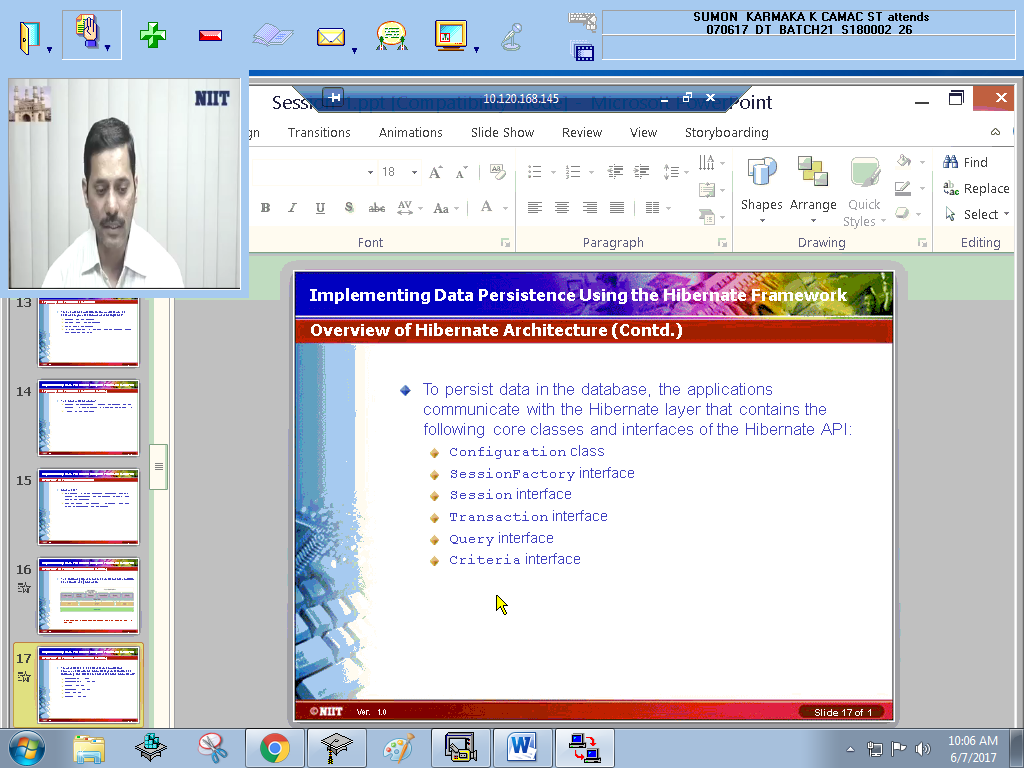 SUMON KARMAKA K CAMAC ST attends
070617_DT_BATCH21_S180002_26
NIIT
10.120.168.145
Transitions Animations Slide Show Review View Storyboarding
18
Find
Replace
Select
Shapes Arrange Quick Styles
B I U S abc AV Aa A
Font Paragraph Drawing Editing
13
14
15
16
17
Implementing Data Persistence Using the Hibernate Framework
Overview of Hibernate Architecture (Contd.)
To persist data in the database, the applications
communicate with the Hibernate layer that contains the
following core classes and interfaces of the Hibernate API:
Configuration class
SessionFactory interface
Session interface
Transaction interface
Query interface
Criteria interface
©NIIT Ver. 1.0 Slide 17 of 1
10:06 AM
6/7/2017